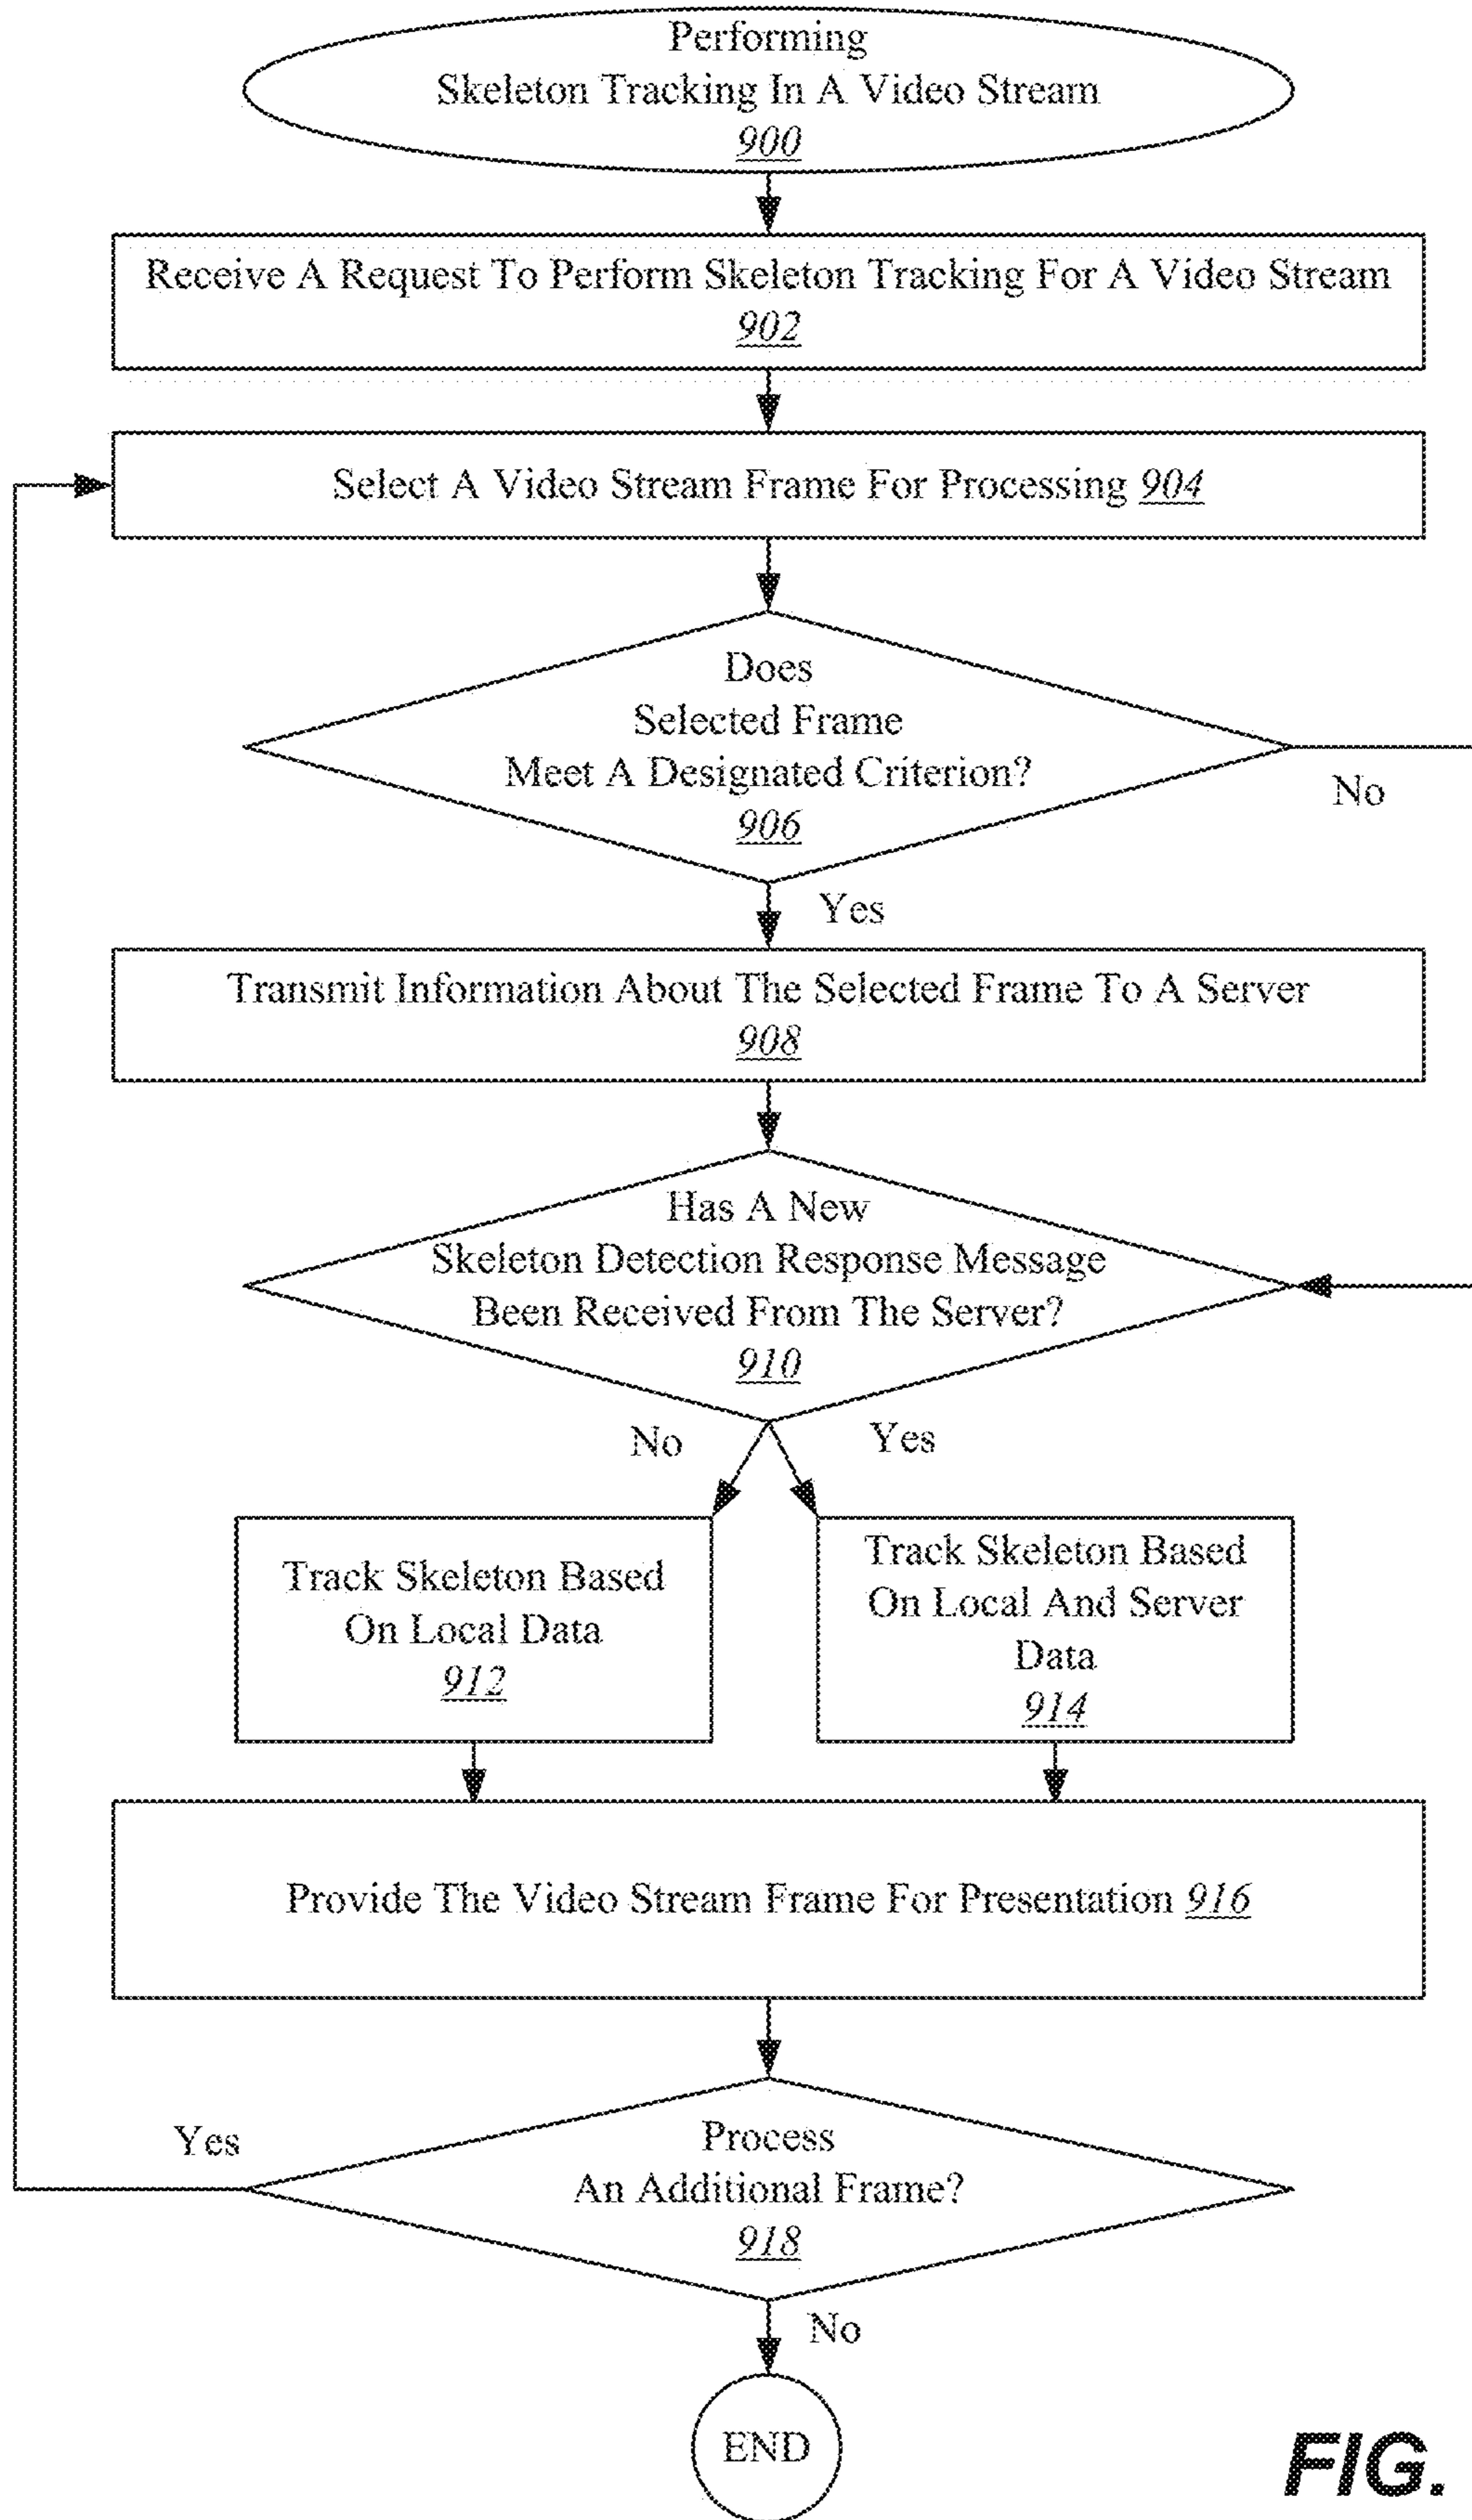 Performing
Skeleton Tracking In A Video Stream
900
Receive A Request To Perform Skeleton Tracking For A Video Stream
902
Select A Video Stream Frame For Processing 904
Does
Selected Frame
Meet A Designated Criterion?
906
No
Yes
Transmit Information About The Selected Frame To A Server
908
Has A New
Skeleton Detection Response Message
Been Received From The Server?
910
No
Yes
Track Skeleton Based
On Local Data
912
Track Skeleton Based
On Local And Server
Data
914
Provide The Video Stream Frame For Presentation 916
Yes
Process
An Additional Frame?
918
No
END
FIG.